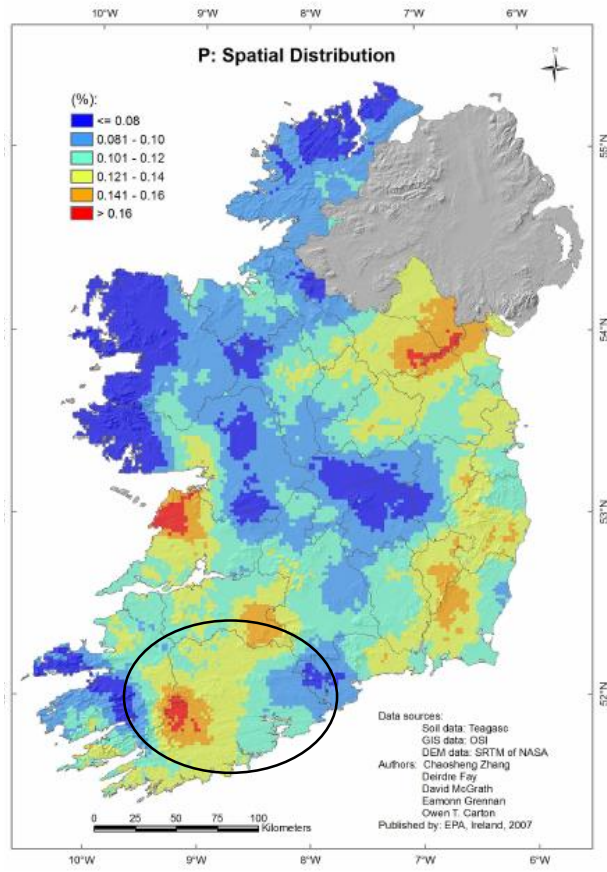 10°W 9°W 8°W 7°W 6°W
P: Spatial Distribution
(%):
<= 0.08
0.081 - 0.10
0.101 - 0.12
0.121 - 0.14
0.141 - 0.16
> 0.16
55°N
54°N
53°N
52°N
Data sources:
Soil data: Teagasc
GIS data: OSI
DEM data: SRTM of NASA
Authors: Chaosheng Zhang
Deirdre Fay
David McGrath
Eamonn Grennan
Owen T. Carton
Published by: EPA, Ireland, 2007
0 25 50 75 100
Kilometers
10°W 9°W 8°W 7°W 6°W